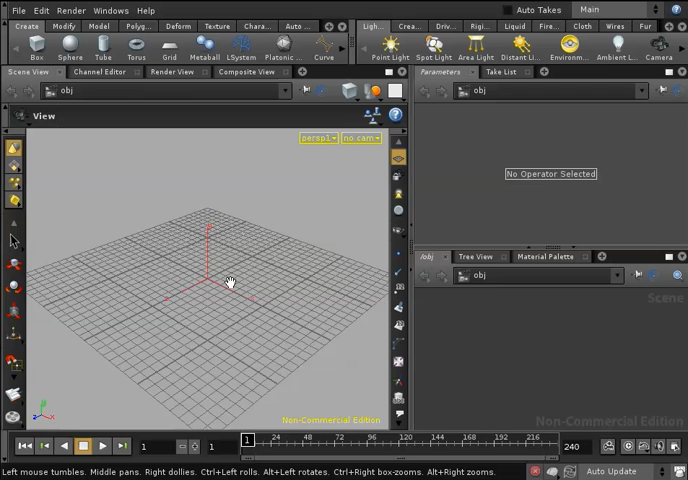 File Edit Render Windows Help Auto Takes Main
Create Modify Model Polyg... Deform Texture Chara... Auto ... Ligh... Crea... Driv... Rigi... Liquid Fire... Cloth Wires Fur
Box Sphere Tube Torus Grid Metaball LSystem Platonic ... Curve Point Light Spot Light Area Light Distant L... Environm... Ambient L... Camera
Scene View Channel Editor Render View Composite View Parameters Take List
obj obj
View
persp1 no cam
No Operator Selected
/obj Tree View Material Palette
obj
Scene
Non-Commercial Edition Non-Commercial Edition
1 1 1 24 48 72 96 120 144 168 192 216 240
Left mouse tumbles. Middle pans. Right dollies. Ctrl+Left rolls. Alt+Left rotates. Ctrl+Right box-zooms. Alt+Right zooms. Auto Update